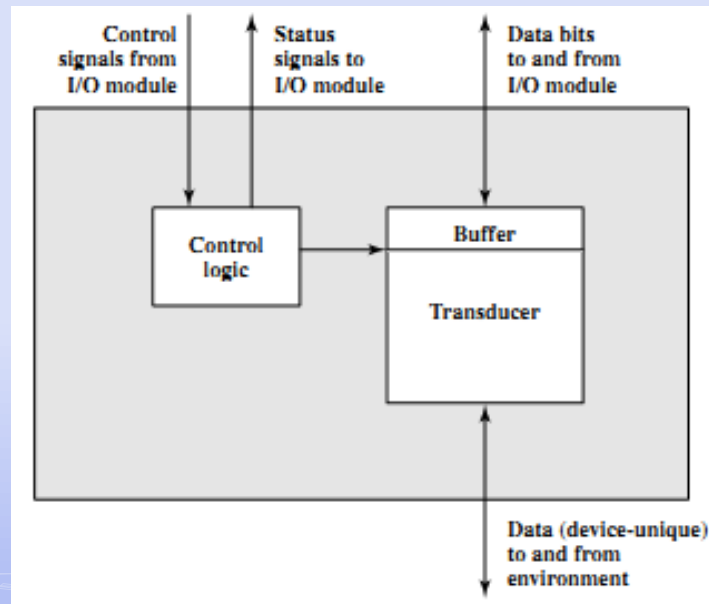 Control
signals from
I/O module
Status
signals to
I/O module
Data bits
to and from
I/O module
Control
logic
Buffer
Transducer
Data (device-unique)
to and from
environment